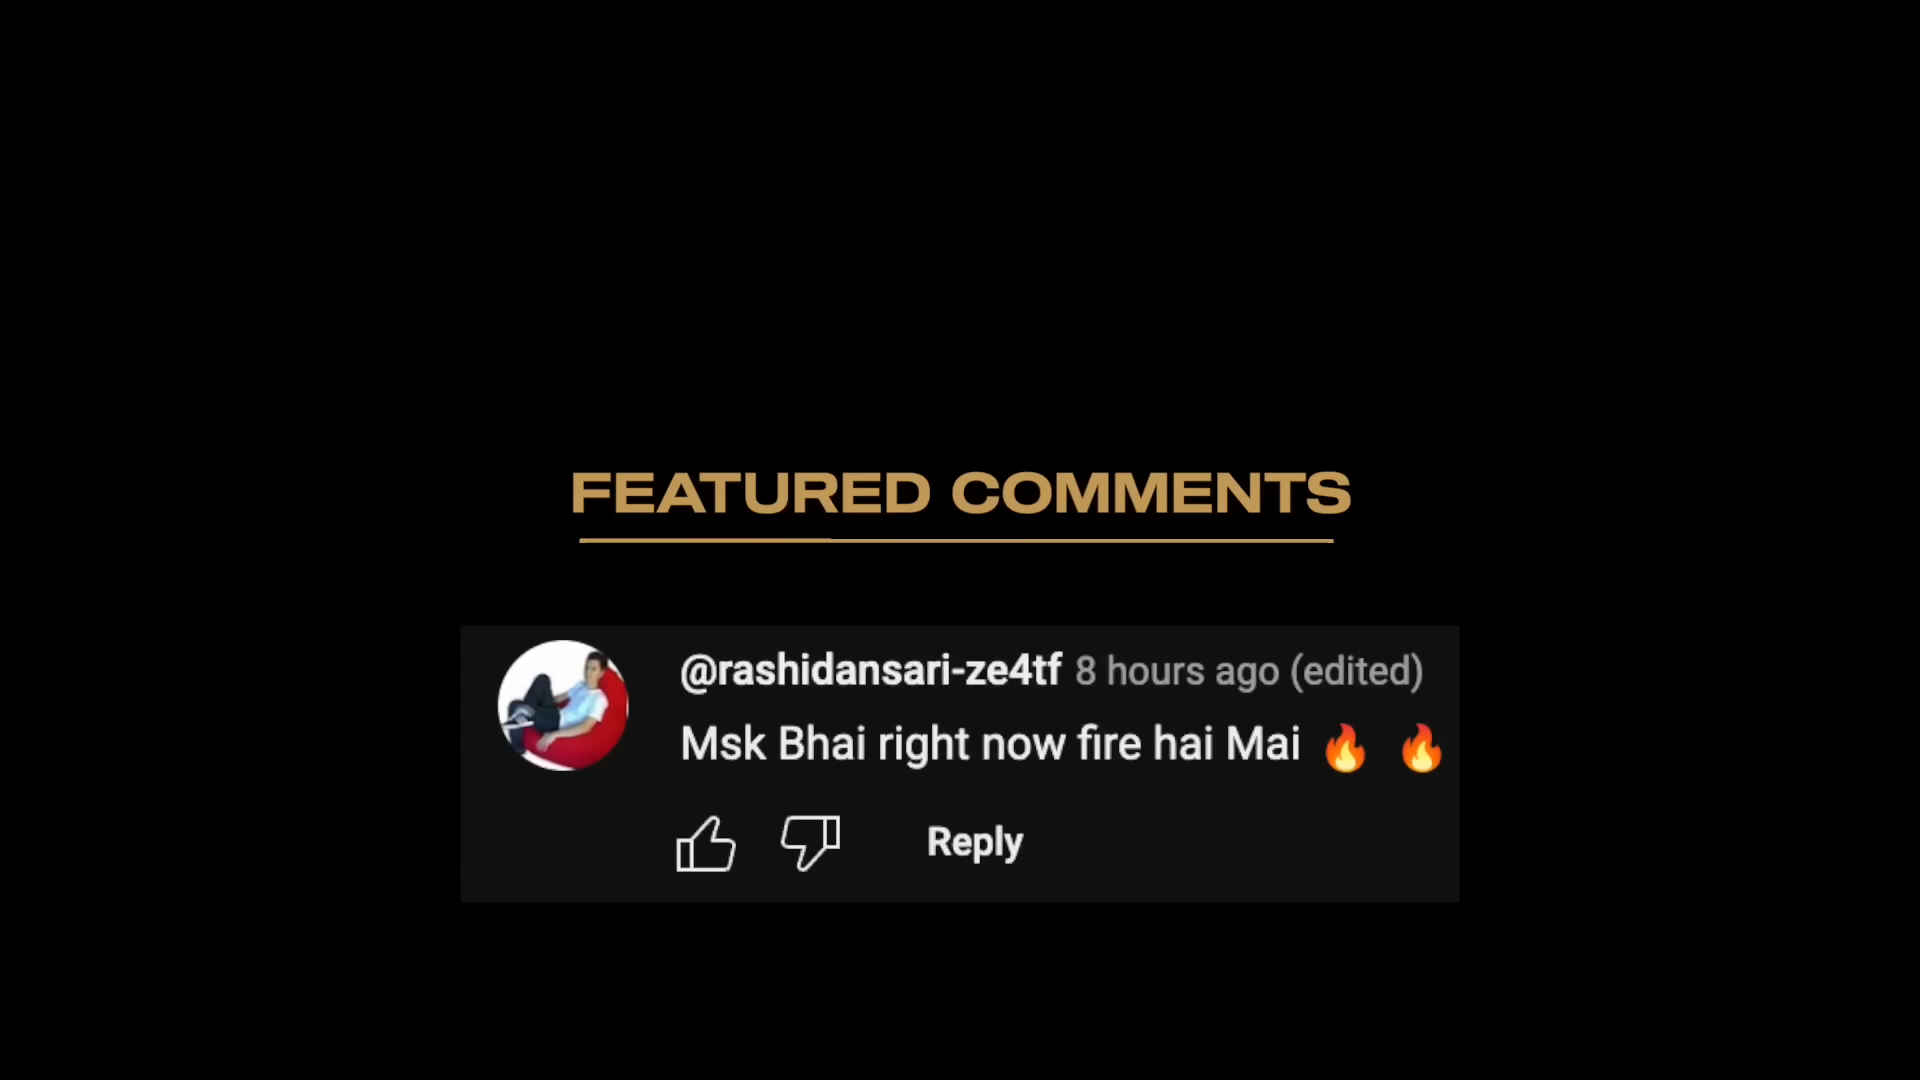 FEATURED COMMENTS
@rashidansari-ze4tf 8 hours ago (edited)
Msk Bhai right now fire hai Mai 🔥 🔥
Reply